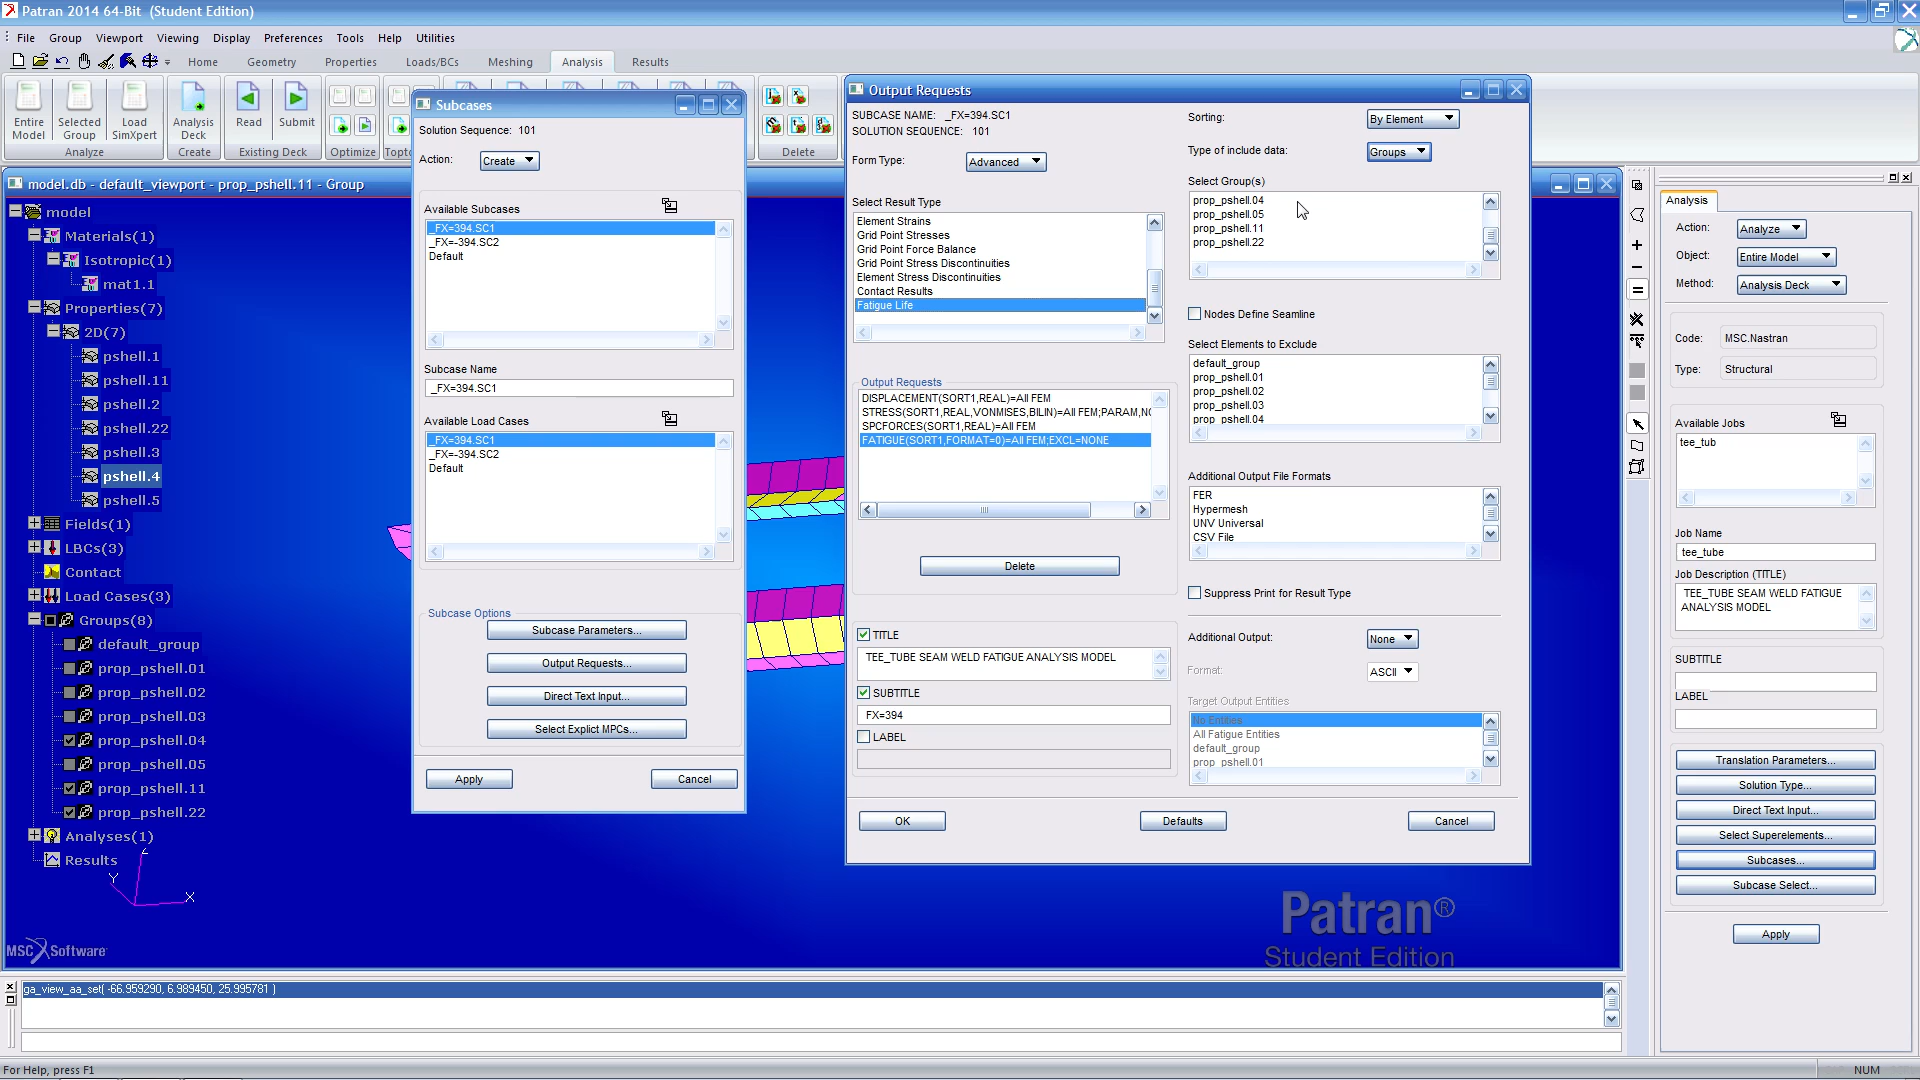 Patran 2014 64-Bit (Student Edition)
File Group Viewport Viewing Display Preferences Tools Help Utilities
Home Geometry Properties Loads/BCs Meshing Analysis Results
Entire Model
Selected Group
Load SimXpert
Analysis Deck
Read
Submit
Analyze
Create
Existing Deck
Optimize
Delete
model.db - default_viewport - prop_pshell.11 - Group
model
Materials(1)
Isotropic(1)
mat1.1
Properties(7)
2D(7)
pshell.1
pshell.11
pshell.2
pshell.22
pshell.3
pshell.4
pshell.5
Fields(1)
LBCs(3)
Contact
Load Cases(3)
Groups(8)
default_group
prop_pshell.01
prop_pshell.02
prop_pshell.03
prop_pshell.04
prop_pshell.05
prop_pshell.11
prop_pshell.22
Analyses(1)
Results
Z
Y
X
MSC Software
Subcases
Solution Sequence: 101
Action: Create
Available Subcases
_FX=394.SC1
_FX=-394.SC2
Default
Subcase Name
_FX=394.SC1
Available Load Cases
_FX=394.SC1
_FX=-394.SC2
Default
Subcase Options
Subcase Parameters...
Output Requests...
Direct Text Input...
Select Explict MPCs...
Apply
Cancel
Output Requests
SUBCASE NAME: _FX=394.SC1
SOLUTION SEQUENCE: 101
Form Type: Advanced
Select Result Type
Element Strains
Grid Point Stresses
Grid Point Force Balance
Grid Point Stress Discontinuities
Element Stress Discontinuities
Contact Results
Fatigue Life
Output Requests
DISPLACEMENT(SORT1,REAL)=All FEM
STRESS(SORT1,REAL,VONMISES,BILIN)=All FEM;PARAM,NO
SPCFORCES(SORT1,REAL)=All FEM
FATIGUE(SORT1,FORMAT=0)=All FEM;EXCL=NONE
Delete
TITLE
TEE_TUBE SEAM WELD FATIGUE ANALYSIS MODEL
SUBTITLE
FX=394
LABEL
OK
Defaults
Cancel
Sorting: By Element
Type of include data: Groups
Select Group(s)
prop_pshell.04
prop_pshell.05
prop_pshell.11
prop_pshell.22
Nodes Define Seamline
Select Elements to Exclude
default_group
prop_pshell.01
prop_pshell.02
prop_pshell.03
prop_pshell.04
Additional Output File Formats
FER
Hypermesh
UNV Universal
CSV File
Suppress Print for Result Type
Additional Output: None
Format: ASCII
Target Output Entities
No Entities
All Fatigue Entities
default_group
prop_pshell.01
Patran®
Student Edition
Analysis
Action: Analyze
Object: Entire Model
Method: Analysis Deck
Code: MSC.Nastran
Type: Structural
Available Jobs
tee_tub
Job Name
tee_tube
Job Description (TITLE)
TEE_TUBE SEAM WELD FATIGUE
ANALYSIS MODEL
SUBTITLE
LABEL
Translation Parameters...
Solution Type...
Direct Text Input...
Select Superelements...
Subcases...
Subcase Select...
Apply
ga_view_aa_set( -66.959290, 6.989450, 25.995781 )
For Help, press F1
NUM